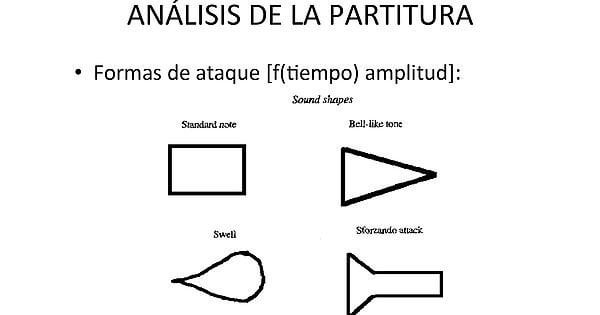 ANÁLISIS DE LA PARTITURA
• Formas de ataque [f(tiempo) amplitud]:
Sound shapes
Standard note
Bell-like tone
Swell
Sforzando attack